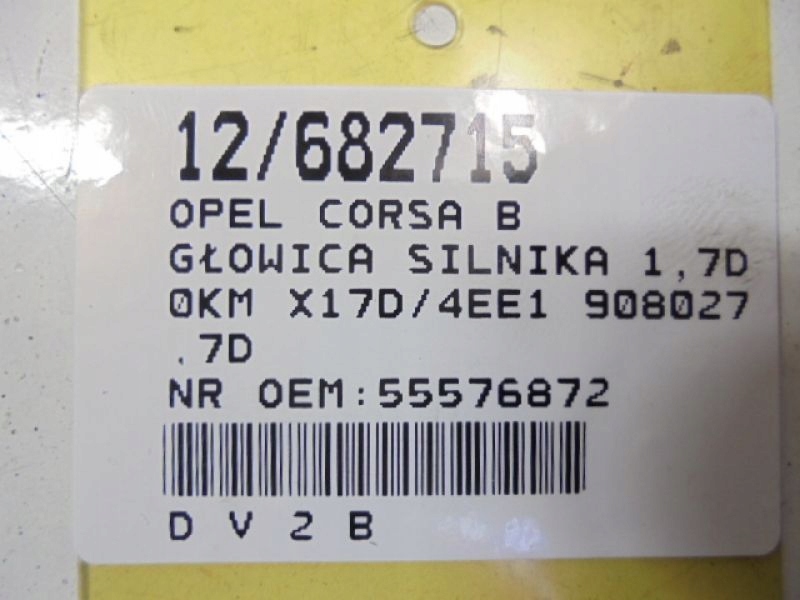 12/682715
OPEL CORSA B
GŁOWICA SILNIKA 1,7D
0KM X17D/4EE1 908027
.7D
NR OEM:55576872
D V 2 B